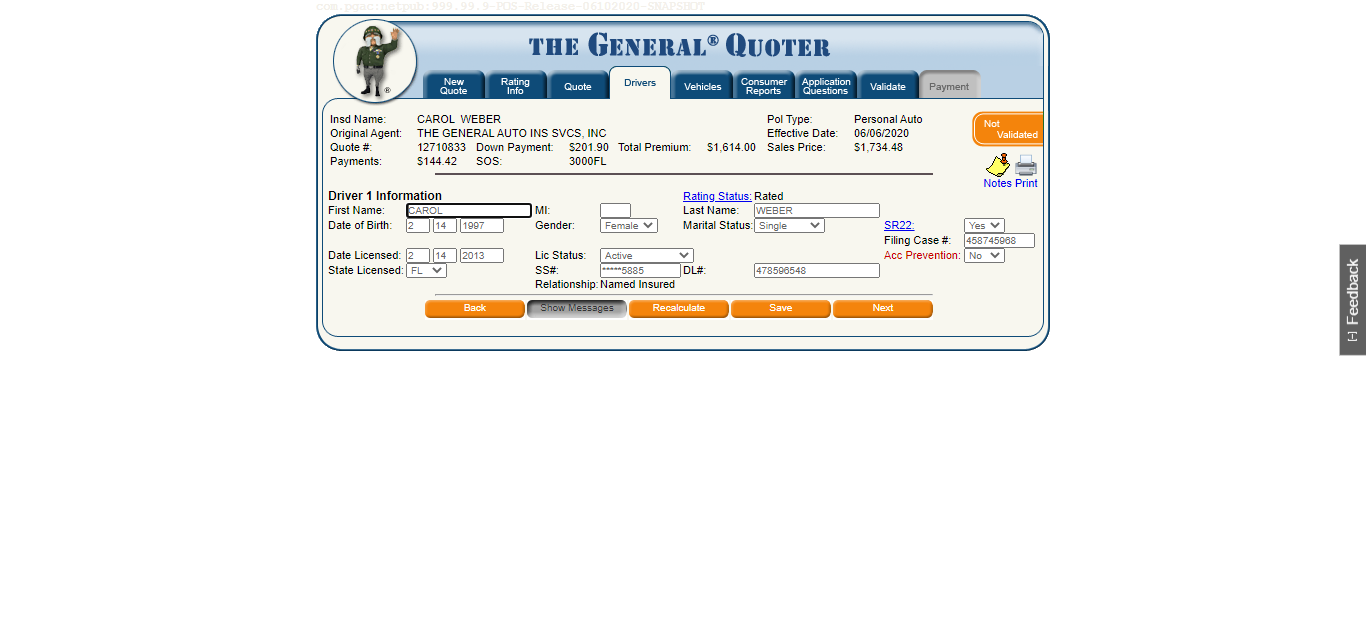 com.pgac:netpub:999.99.9-POS-Release-06102020-SNAPSHOT
THE GENERAL® QUOTER
®
New Quote Rating Info Quote Drivers Vehicles Consumer Reports Application Questions Validate Payment
Insd Name: CAROL WEBER Pol Type: Personal Auto
Original Agent: THE GENERAL AUTO INS SVCS, INC Effective Date: 06/06/2020
Quote #: 12710833 Down Payment: $201.90 Total Premium: $1,614.00 Sales Price: $1,734.48
Payments: $144.42 SOS: 3000FL
Not Validated
Notes Print
Driver 1 Information Rating Status: Rated
First Name: CAROL MI: Last Name: WEBER
Date of Birth: 2 14 1997 Gender: Female Marital Status: Single SR22: Yes
Filing Case #: 458745968
Date Licensed: 2 14 2013 Lic Status: Active Acc Prevention: No
State Licensed: FL SS#: *****5885 DL#: 478596548
Relationship: Named Insured
Back Show Messages Recalculate Save Next
[-] Feedback